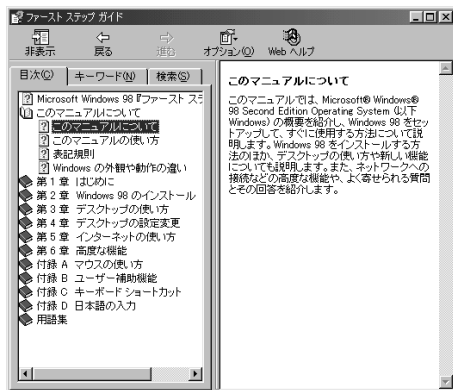 ファースト ステップ ガイド
非表示 戻る 進む オプション(O) Web ヘルプ
目次(C) キーワード(N) 検索(S)
Microsoft Windows 98『ファースト ステ
このマニュアルについて
このマニュアルについて
このマニュアルの使い方
表記規則
Windows の外観や動作の違い
第 1 章 はじめに
第 2 章 Windows 98 のインストール
第 3 章 デスクトップの使い方
第 4 章 デスクトップの設定変更
第 5 章 インターネットの使い方
第 6 章 高度な機能
付録 A マウスの使い方
付録 B ユーザー補助機能
付録 C キーボード ショートカット
付録 D 日本語の入力
用語集
このマニュアルについて
このマニュアルでは、Microsoft® Windows®
98 Second Edition Operating System (以下
Windows) の概要を紹介し、Windows 98 をセッ
トアップして、すぐに使用する方法について説
明します。Windows 98 をインストールする方
法のほか、デスクトップの使い方や新しい機能
についても説明します。また、ネットワークへの
接続などの高度な機能や、よく寄せられる質問
とその回答を紹介します。